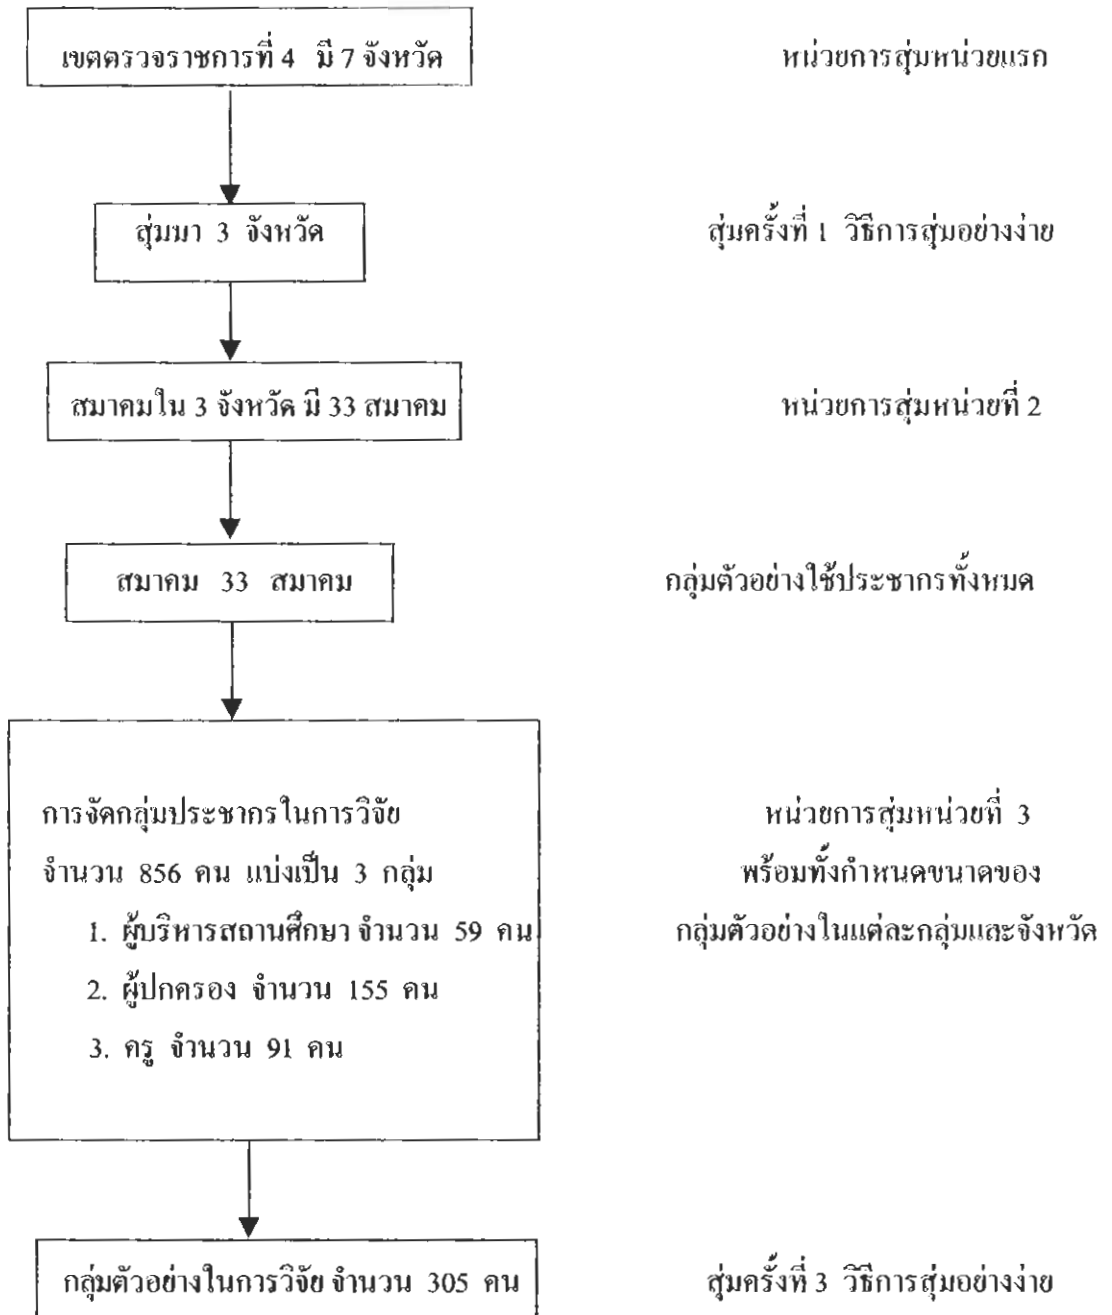 เขตตรวจราชการที่ 4 มี 7 จังหวัด
หน่วยการสุ่มหน่วยแรก
สุ่มมา 3 จังหวัด
สุ่มครั้งที่ 1 วิธีการสุ่มอย่างง่าย
สมาคมใน 3 จังหวัด มี 33 สมาคม
หน่วยการสุ่มหน่วยที่ 2
สมาคม 33 สมาคม
กลุ่มตัวอย่างใช้ประชากรทั้งหมด
การจัดกลุ่มประชากรในการวิจัย
จำนวน 856 คน แบ่งเป็น 3 กลุ่ม
1. ผู้บริหารสถานศึกษา จำนวน 59 คน
2. ผู้ปกครอง จำนวน 155 คน
3. ครู จำนวน 91 คน
หน่วยการสุ่มหน่วยที่ 3
พร้อมทั้งกำหนดขนาดของ
กลุ่มตัวอย่างในแต่ละกลุ่มและจังหวัด
กลุ่มตัวอย่างในการวิจัย จำนวน 305 คน
สุ่มครั้งที่ 3 วิธีการสุ่มอย่างง่าย